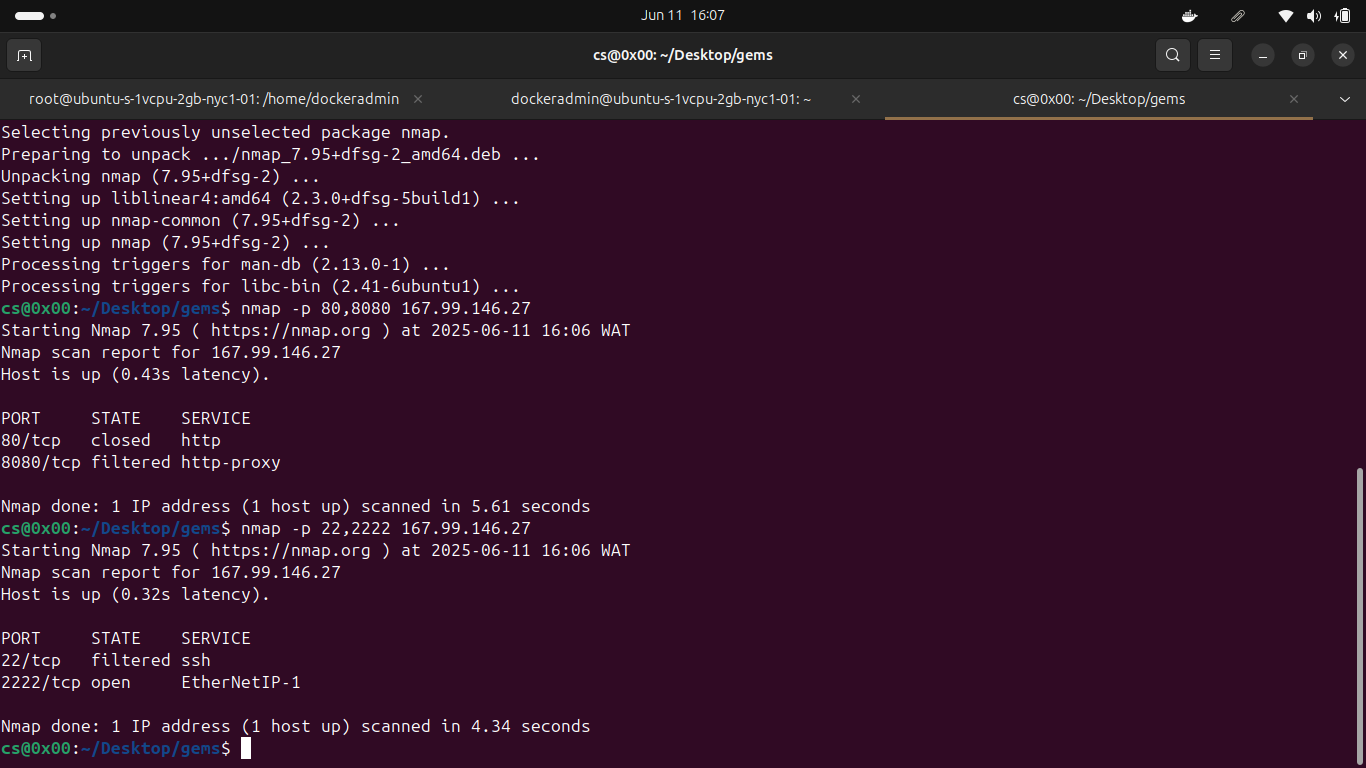 Jun 11 16:07
cs@0x00: ~/Desktop/gems
root@ubuntu-s-1vcpu-2gb-nyc1-01: /home/dockeradmin
dockeradmin@ubuntu-s-1vcpu-2gb-nyc1-01: ~
cs@0x00: ~/Desktop/gems
Selecting previously unselected package nmap.
Preparing to unpack .../nmap_7.95+dfsg-2_amd64.deb ...
Unpacking nmap (7.95+dfsg-2) ...
Setting up liblinear4:amd64 (2.3.0+dfsg-5build1) ...
Setting up nmap-common (7.95+dfsg-2) ...
Setting up nmap (7.95+dfsg-2) ...
Processing triggers for man-db (2.13.0-1) ...
Processing triggers for libc-bin (2.41-6ubuntu1) ...
cs@0x00:~/Desktop/gems$ nmap -p 80,8080 167.99.146.27
Starting Nmap 7.95 ( https://nmap.org ) at 2025-06-11 16:06 WAT
Nmap scan report for 167.99.146.27
Host is up (0.43s latency).
PORT     STATE    SERVICE
80/tcp   closed   http
8080/tcp filtered http-proxy
Nmap done: 1 IP address (1 host up) scanned in 5.61 seconds
cs@0x00:~/Desktop/gems$ nmap -p 22,2222 167.99.146.27
Starting Nmap 7.95 ( https://nmap.org ) at 2025-06-11 16:06 WAT
Nmap scan report for 167.99.146.27
Host is up (0.32s latency).
PORT     STATE    SERVICE
22/tcp   filtered ssh
2222/tcp open     EtherNetIP-1
Nmap done: 1 IP address (1 host up) scanned in 4.34 seconds
cs@0x00:~/Desktop/gems$